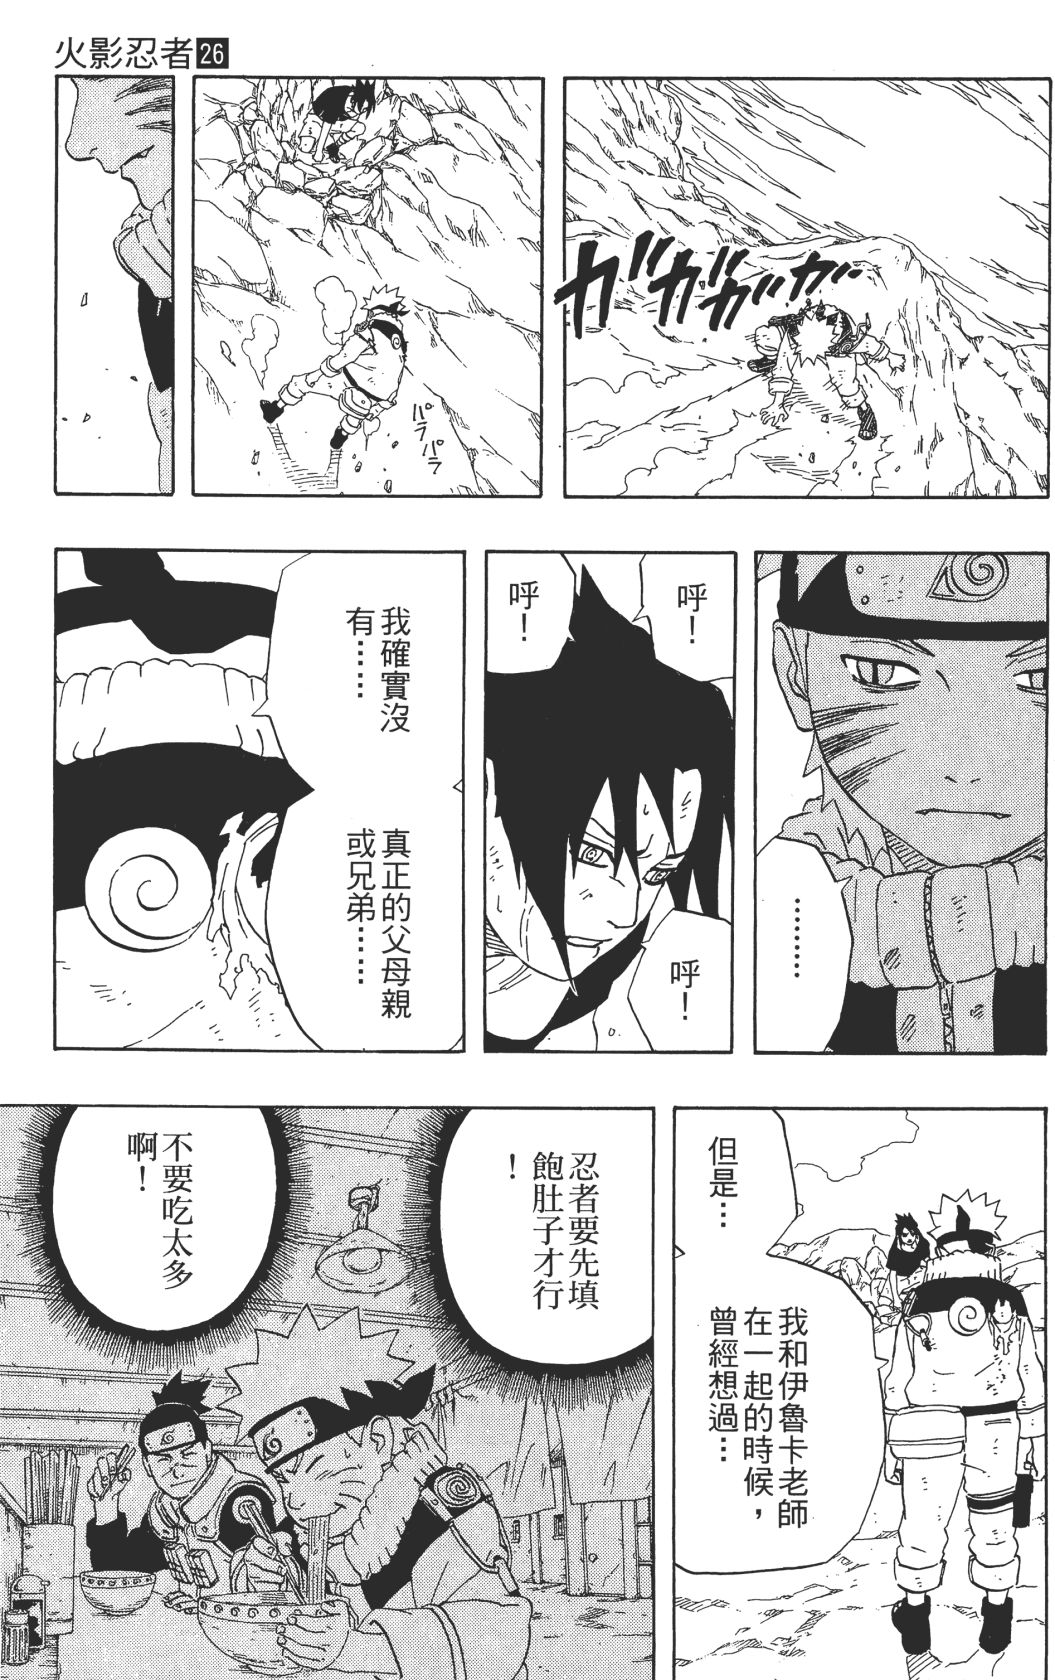 火影忍者26
ガガガガ
パラ
パラ
………
呼！
呼！
呼！
我確實沒
有……
真正的父母親
或兄弟……
但是…
我和伊魯卡老師
在一起的時候，
曾經想過…
忍者要先填
飽肚子才行
！
不要吃太多
啊！